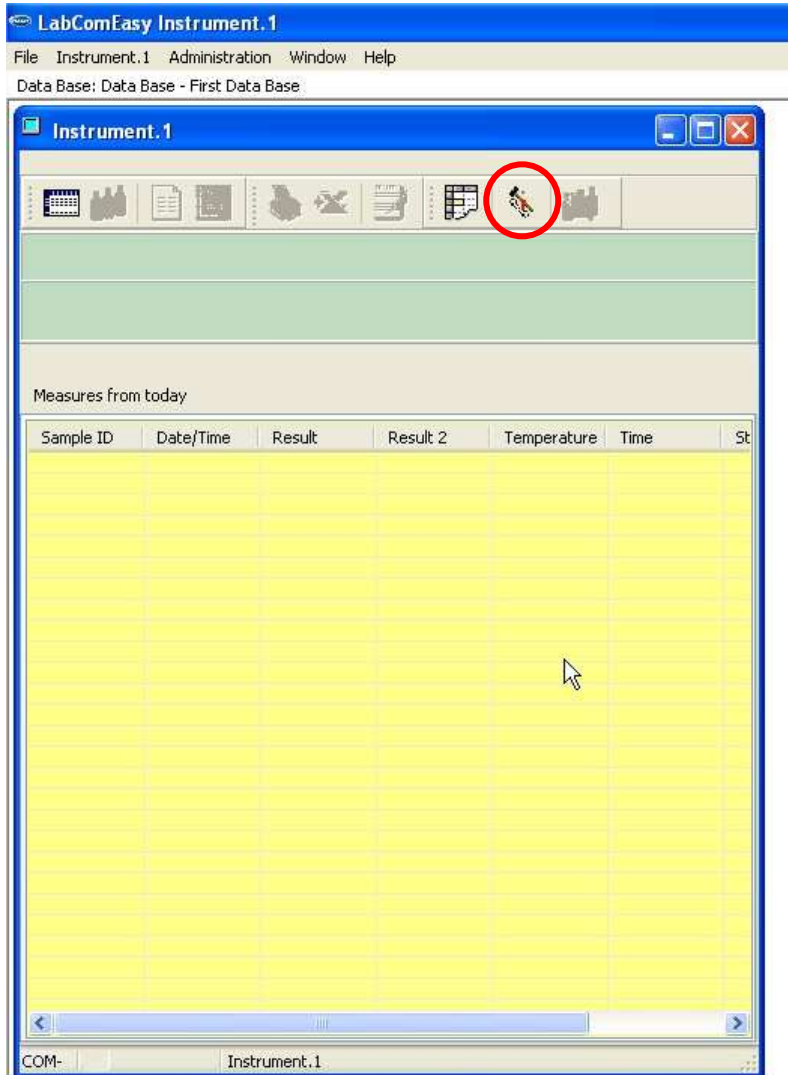 LabComEasy Instrument.1
File Instrument.1 Administration Window Help
Data Base: Data Base - First Data Base
Instrument.1
Measures from today
Sample ID Date/Time Result Result 2 Temperature Time St
COM- Instrument.1